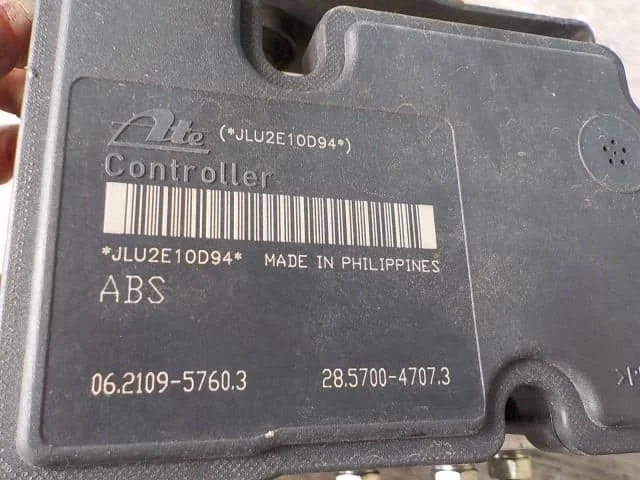 Ate (*JLU2E10D94*)
Controller
*JLU2E10D94* MADE IN PHILIPPINES
ABS
06.2109-5760.3 28.5700-4707.3